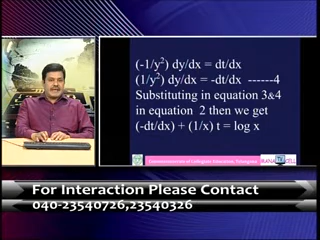 (-1/y²) dy/dx = dt/dx
(1/y²) dy/dx = -dt/dx ------4
Substituting in equation 3&4
in equation 2 then we get
(-dt/dx) + (1/x) t = log x
For Interaction Please Contact
040-23540726,23540326